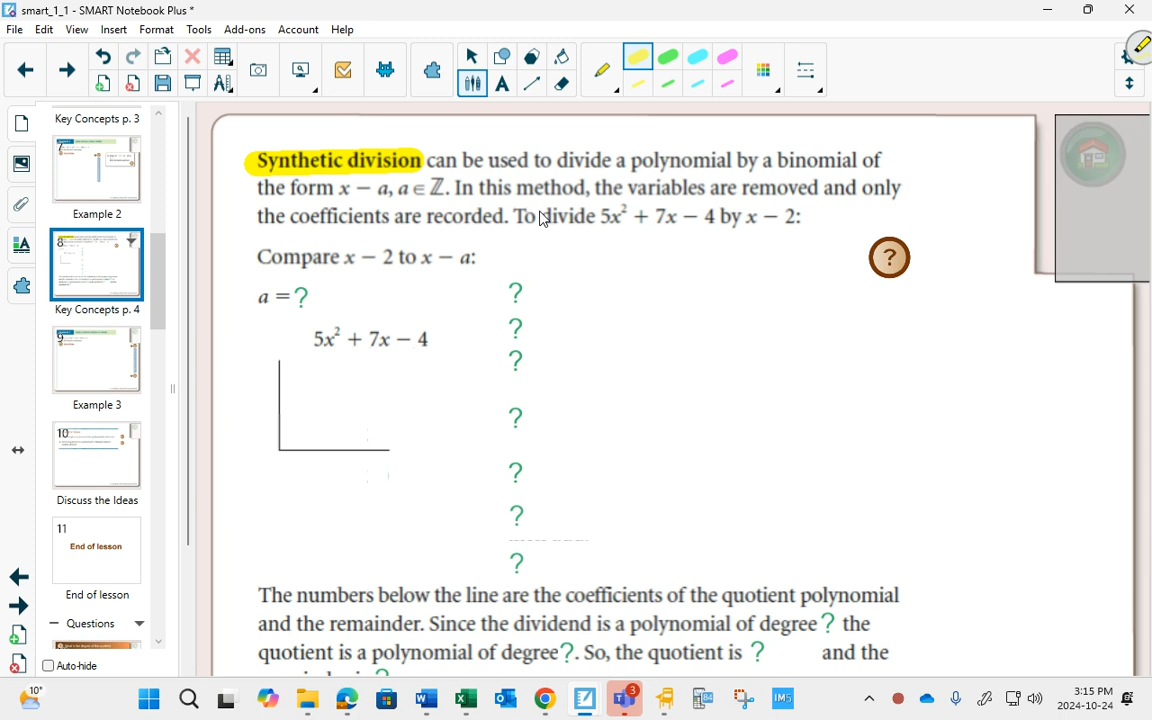 smart_1_1 - SMART Notebook Plus *
File Edit View Insert Format Tools Add-ons Account Help
Key Concepts p. 3
7
Example 2
8
Key Concepts p. 4
9
Example 3
10
Discuss the Ideas
11
End of lesson
End of lesson
Questions
Auto-hide
Synthetic division can be used to divide a polynomial by a binomial of
the form x − a, a ∈ ℤ. In this method, the variables are removed and only
the coefficients are recorded. To divide 5x² + 7x − 4 by x − 2:
?
Compare x − 2 to x − a:
a = ? ?
?
5x² + 7x − 4
?
?
?
?
?
The numbers below the line are the coefficients of the quotient polynomial
and the remainder. Since the dividend is a polynomial of degree ? the
quotient is a polynomial of degree ?. So, the quotient is ? and the
10°
3
3:15 PM
2024-10-24